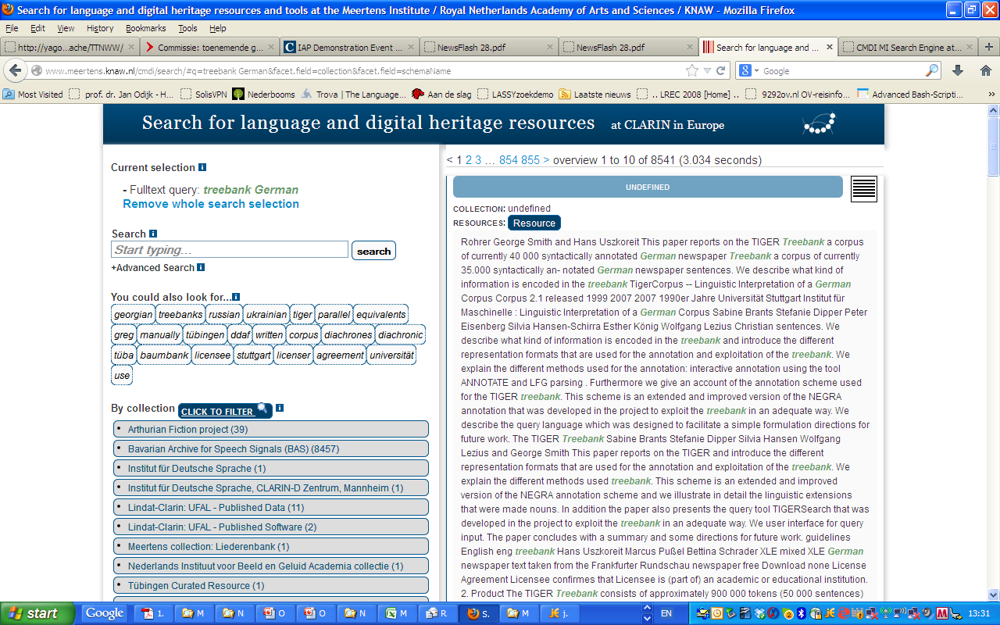 Search for language and digital heritage resources and tools at the Meertens Institute / Royal Netherlands Academy of Arts and Sciences / KNAW - Mozilla Firefox
File Edit View History Bookmarks Tools Help
http://yago...ache/TTNWW/ Commissie: toenemende g... IAP Demonstration Event ... NewsFlash 28.pdf NewsFlash 28.pdf Search for language and ... CMDI MI Search Engine at...
www.meertens.knaw.nl/cmdi/search/#q=treebank German&facet.field=collection&facet.field=schemaName Google
Most Visited prof. dr. Jan Odijk - H... SolisVPN Nederbooms Trova | The Language... Aan de slag LASSYzoekdemo Laatste nieuws .. LREC 2008 [Home] .. 9292ov.nl OV-reisinfo... Advanced Bash-Scripti... »
Search for language and digital heritage resources at CLARIN in Europe
Current selection i
- Fulltext query: treebank German
Remove whole search selection
Search i
Start typing... search
+Advanced Search i
You could also look for... i
georgian treebanks russian ukrainian tiger parallel equivalents
greg manually tübingen ddaf written corpus diachrones diachronic
tüba baumbank licensee stuttgart licenser agreement universität
use
By collection CLICK TO FILTER i
• Arthurian Fiction project (39)
• Bavarian Archive for Speech Signals (BAS) (8457)
• Institut für Deutsche Sprache (1)
• Institut für Deutsche Sprache, CLARIN-D Zentrum, Mannheim (1)
• Lindat-Clarin: UFAL - Published Data (11)
• Lindat-Clarin: UFAL - Published Software (2)
• Meertens collection: Liederenbank (1)
• Nederlands Instituut voor Beeld en Geluid Academia collectie (1)
• Tübingen Curated Resource (1)
< 1 2 3 ... 854 855 > overview 1 to 10 of 8541 (3.034 seconds)
UNDEFINED
COLLECTION: undefined
RESOURCES: Resource
Rohrer George Smith and Hans Uszkoreit This paper reports on the TIGER Treebank a corpus
of currently 40 000 syntactically annotated German newspaper Treebank a corpus of currently
35.000 syntactically an- notated German newspaper sentences. We describe what kind of
information is encoded in the treebank TigerCorpus -- Linguistic Interpretation of a German
Corpus Corpus 2.1 released 1999 2007 2007 1990er Jahre Universität Stuttgart Institut für
Maschinelle : Linguistic Interpretation of a German Corpus Sabine Brants Stefanie Dipper Peter
Eisenberg Silvia Hansen-Schirra Esther König Wolfgang Lezius Christian sentences. We
describe what kind of information is encoded in the treebank and introduce the different
representation formats that are used for the annotation and exploitation of the treebank. We
explain the different methods used for the annotation: interactive annotation using the tool
ANNOTATE and LFG parsing . Furthermore we give an account of the annotation scheme used
for the TIGER treebank. This scheme is an extended and improved version of the NEGRA
annotation that was developed in the project to exploit the treebank in an adequate way. We
describe the query language which was designed to facilitate a simple formulation directions for
future work. The TIGER Treebank Sabine Brants Stefanie Dipper Silvia Hansen Wolfgang
Lezius and George Smith This paper reports on the TIGER and introduce the different
representation formats that are used for the annotation and exploitation of the treebank. We
explain the different methods used treebank. This scheme is an extended and improved
version of the NEGRA annotation scheme and we illustrate in detail the linguistic extensions
that were made nouns. In addition the paper also presents the query tool TIGERSearch that was
developed in the project to exploit the treebank in an adequate way. We user interface for query
input. The paper concludes with a summary and some directions for future work. guidelines
English eng treebank Hans Uszkoreit Marcus Pußel Bettina Schrader XLE mixed XLE German
newspaper text taken from the Frankfurter Rundschau newspaper free Download none License
Agreement Licensee confirms that Licensee is (part of) an academic or educational institution.
2. Product The TIGER Treebank consists of approximately 900 000 tokens (50 000 sentences)
start Google 1. M N O O N M R S. M j. EN 13:31